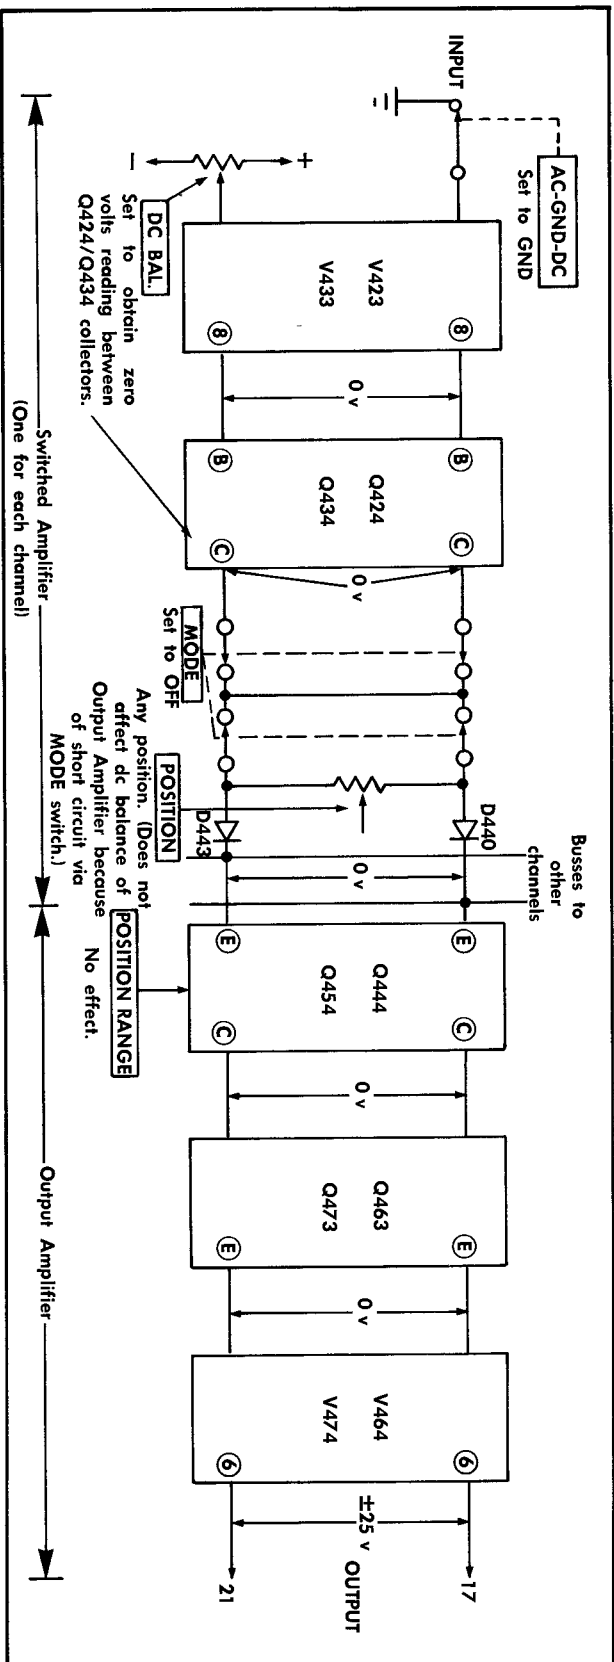 INPUT
AC-GND-DC
Set to GND
+
−
DC BAL.
Set to obtain zero
volts reading between
Q424/Q434 collectors.
V423
V433
8
8
0 v
B
B
Q424
Q434
C
C
0 v
MODE
Set to OFF
POSITION
Any position. (Does not
affect dc balance of
Output Amplifier because
of short circuit via
MODE switch.)
D440
D443
Busses to
other
channels
0 v
POSITION RANGE
No effect.
E
E
Q444
Q454
C
C
0 v
Q463
Q473
E
E
0 v
V464
V474
6
6
±25 v
OUTPUT
17
21
Switched Amplifier
(One for each channel)
Output Amplifier